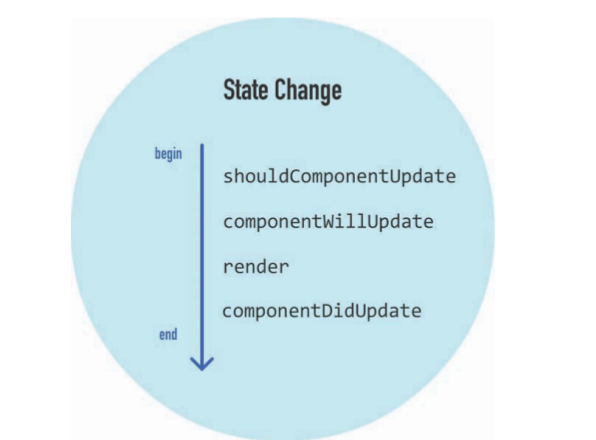 State Change
begin
shouldComponentUpdate
componentWillUpdate
render
componentDidUpdate
end